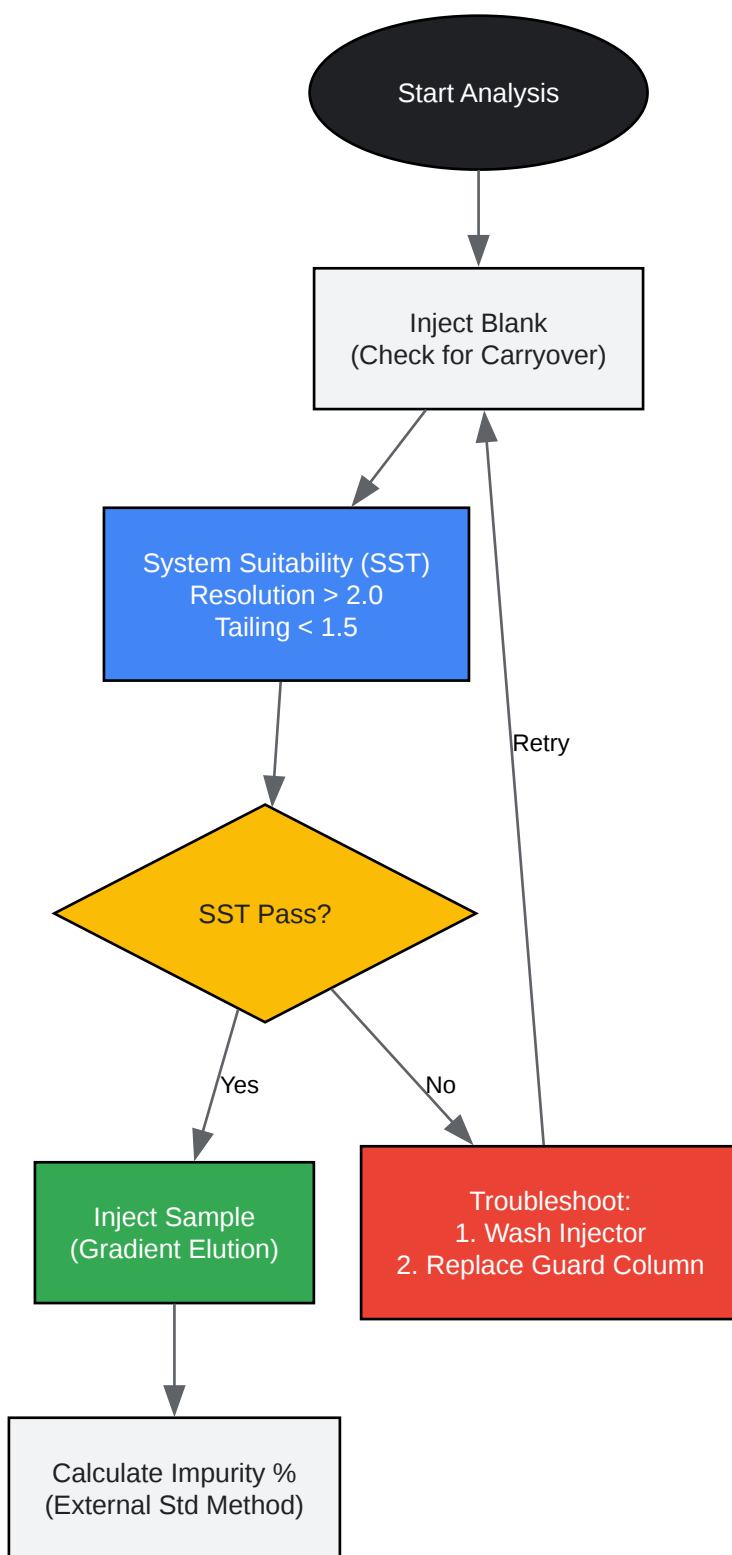 Start Analysis
Inject Blank
(Check for Carryover)
System Suitability (SST)
Resolution > 2.0
Tailing < 1.5
Retry
SST Pass?
Yes
No
Inject Sample
(Gradient Elution)
Troubleshoot:
1. Wash Injector
2. Replace Guard Column
Calculate Impurity %
(External Std Method)